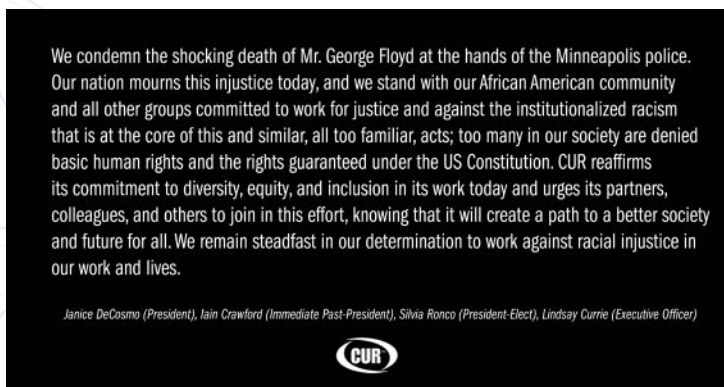 We condemn the shocking death of Mr. George Floyd at the hands of the Minneapolis police.
Our nation mourns this injustice today, and we stand with our African American community
and all other groups committed to work for justice and against the institutionalized racism
that is at the core of this and similar, all too familiar, acts; too many in our society are denied
basic human rights and the rights guaranteed under the US Constitution. CUR reaffirms
its commitment to diversity, equity, and inclusion in its work today and urges its partners,
colleagues, and others to join in this effort, knowing that it will create a path to a better society
and future for all. We remain steadfast in our determination to work against racial injustice in
our work and lives.
Janice DeCosmo (President), Iain Crawford (Immediate Past-President), Silvia Ronco (President-Elect), Lindsay Currie (Executive Officer)
CUR